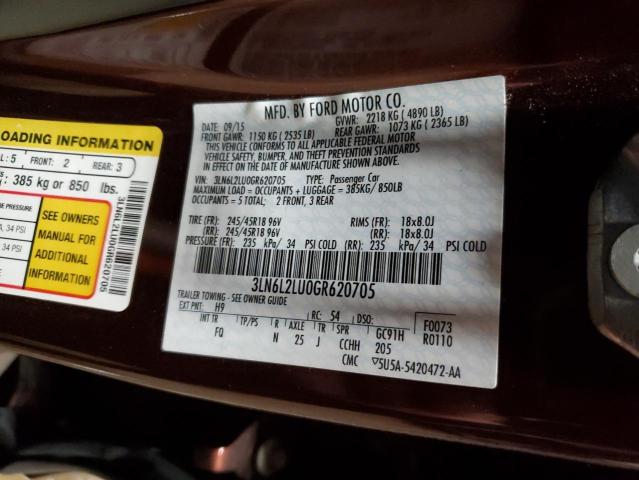 OADING INFORMATION
L: 5 FRONT: 2 REAR: 3
385 kg or 850 lbs.
34 PSI
34 PSI
SEE OWNERS
MANUAL FOR
ADDITIONAL
INFORMATION
3LN6L2LU0GR620705
MFD. BY FORD MOTOR CO.
DATE: 09/15 GVWR: 2218 KG ( 4890 LB)
FRONT GAWR: 1150 KG ( 2535 LB) REAR GAWR: 1073 KG ( 2365 LB)
THIS VEHICLE CONFORMS TO ALL APPLICABLE FEDERAL MOTOR
VEHICLE SAFETY, BUMPER, AND THEFT PREVENTION STANDARDS
IN EFFECT ON THE DATE OF MANUFACTURE SHOWN ABOVE.
VIN: 3LN6L2LU0GR620705 TYPE: Passenger Car
MAXIMUM LOAD = OCCUPANTS + LUGGAGE = 385KG/ 850LB
OCCUPANTS = 5 TOTAL: 2 FRONT, 3 REAR
TIRE (FR): 245/45R18 96V RIMS (FR): 18x8.0J
(RR): 245/45R18 96V (RR): 18x8.0J
PRESSURE (FR): 235 kPa/ 34 PSI COLD (RR): 235 kPa/ 34 PSI COLD
3LN6L2LU0GR620705
TRAILER TOWING - SEE OWNER GUIDE
EXT PNT: H9 RC: 54 DSO: F0073
INT TR TP/PS R AXLE TR SPR GC91H R0110
FQ N 25 J CCHH 205
CMC ▽5U5A-5420472-AA